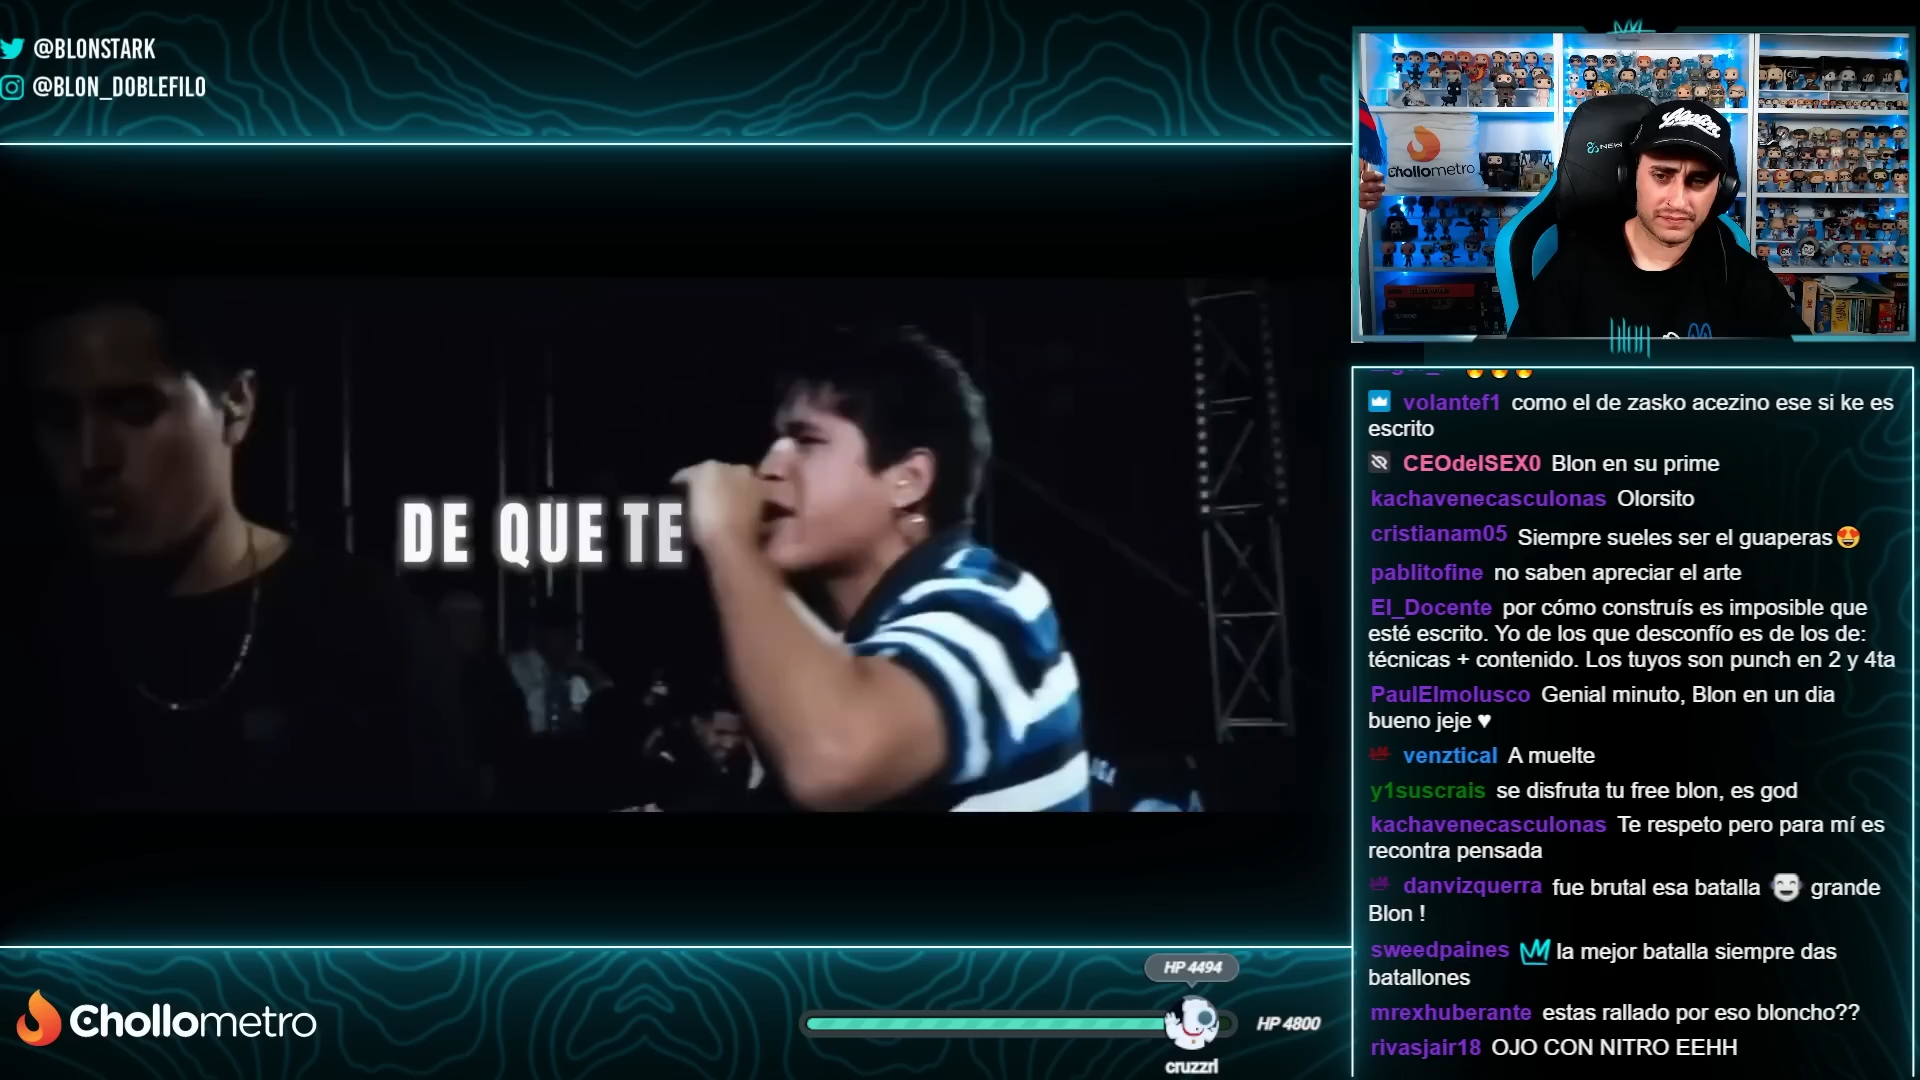 @BLONSTARK
@BLON_DOBLEFILO
NEW
Chollometro
DE QUE TE
volantef1 como el de zasko acezino ese si ke es
escrito
CEOdelSEX0 Blon en su prime
kachavenecasculonas Olorsito
cristianam05 Siempre sueles ser el guaperas😍
pablitofine no saben apreciar el arte
El_Docente por cómo construís es imposible que
esté escrito. Yo de los que desconfío es de los de:
técnicas + contenido. Los tuyos son punch en 2 y 4ta
PaulElmolusco Genial minuto, Blon en un dia
bueno jeje ♥
venztical A muelte
y1suscrais se disfruta tu free blon, es god
kachavenecasculonas Te respeto pero para mí es
recontra pensada
danvizquerra fue brutal esa batalla grande
Blon !
sweedpaines la mejor batalla siempre das
batallones
mrexhuberante estas rallado por eso bloncho??
rivasjair18 OJO CON NITRO EEHH
Chollometro
HP 4494
HP 4800
cruzzrl